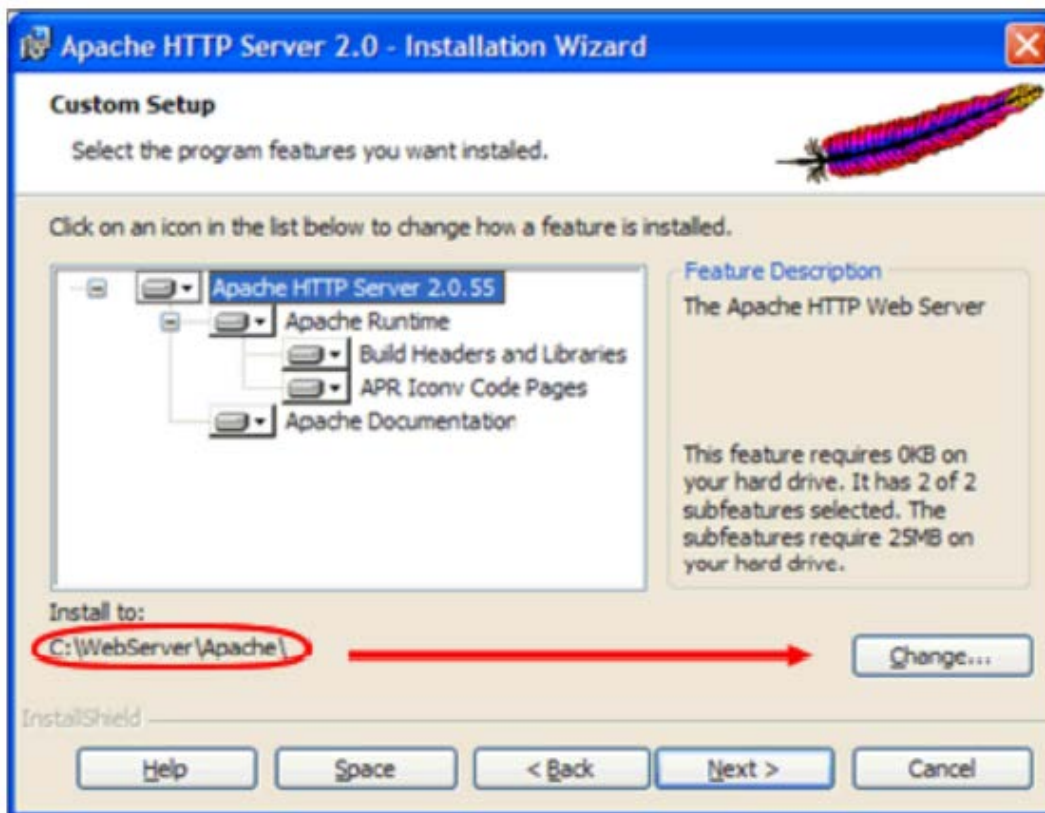 Apache HTTP Server 2.0 - Installation Wizard
Custom Setup
Select the program features you want instaled.
Click on an icon in the list below to change how a feature is installed.
Apache HTTP Server 2.0.55
Apache Runtime
Build Headers and Libraries
APR Iconv Code Pages
Apache Documentation
Feature Description
The Apache HTTP Web Server
This feature requires 0KB on
your hard drive. It has 2 of 2
subfeatures selected. The
subfeatures require 25MB on
your hard drive.
Install to:
C:\WebServer\Apache\
Change...
InstallShield
Help
Space
< Back
Next >
Cancel